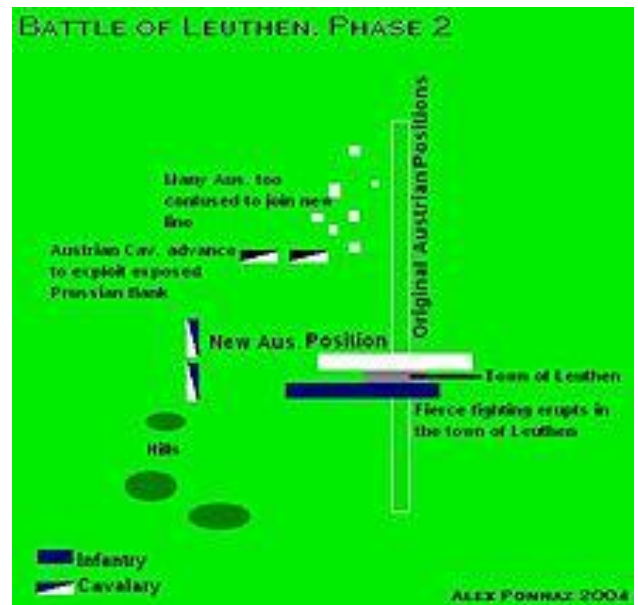 Battle of Leuthen. Phase 2
Original Austrian Positions
Many Aus. too
confused to join new
line
Austrian Cav. advance
to exploit exposed
Prussian Bank
New Aus. Position
Town of Leuthen
Fierce fighting erupts in
the town of Leuthen
Hills
Infantry
Cavalary
Alex Ponnaz 2004